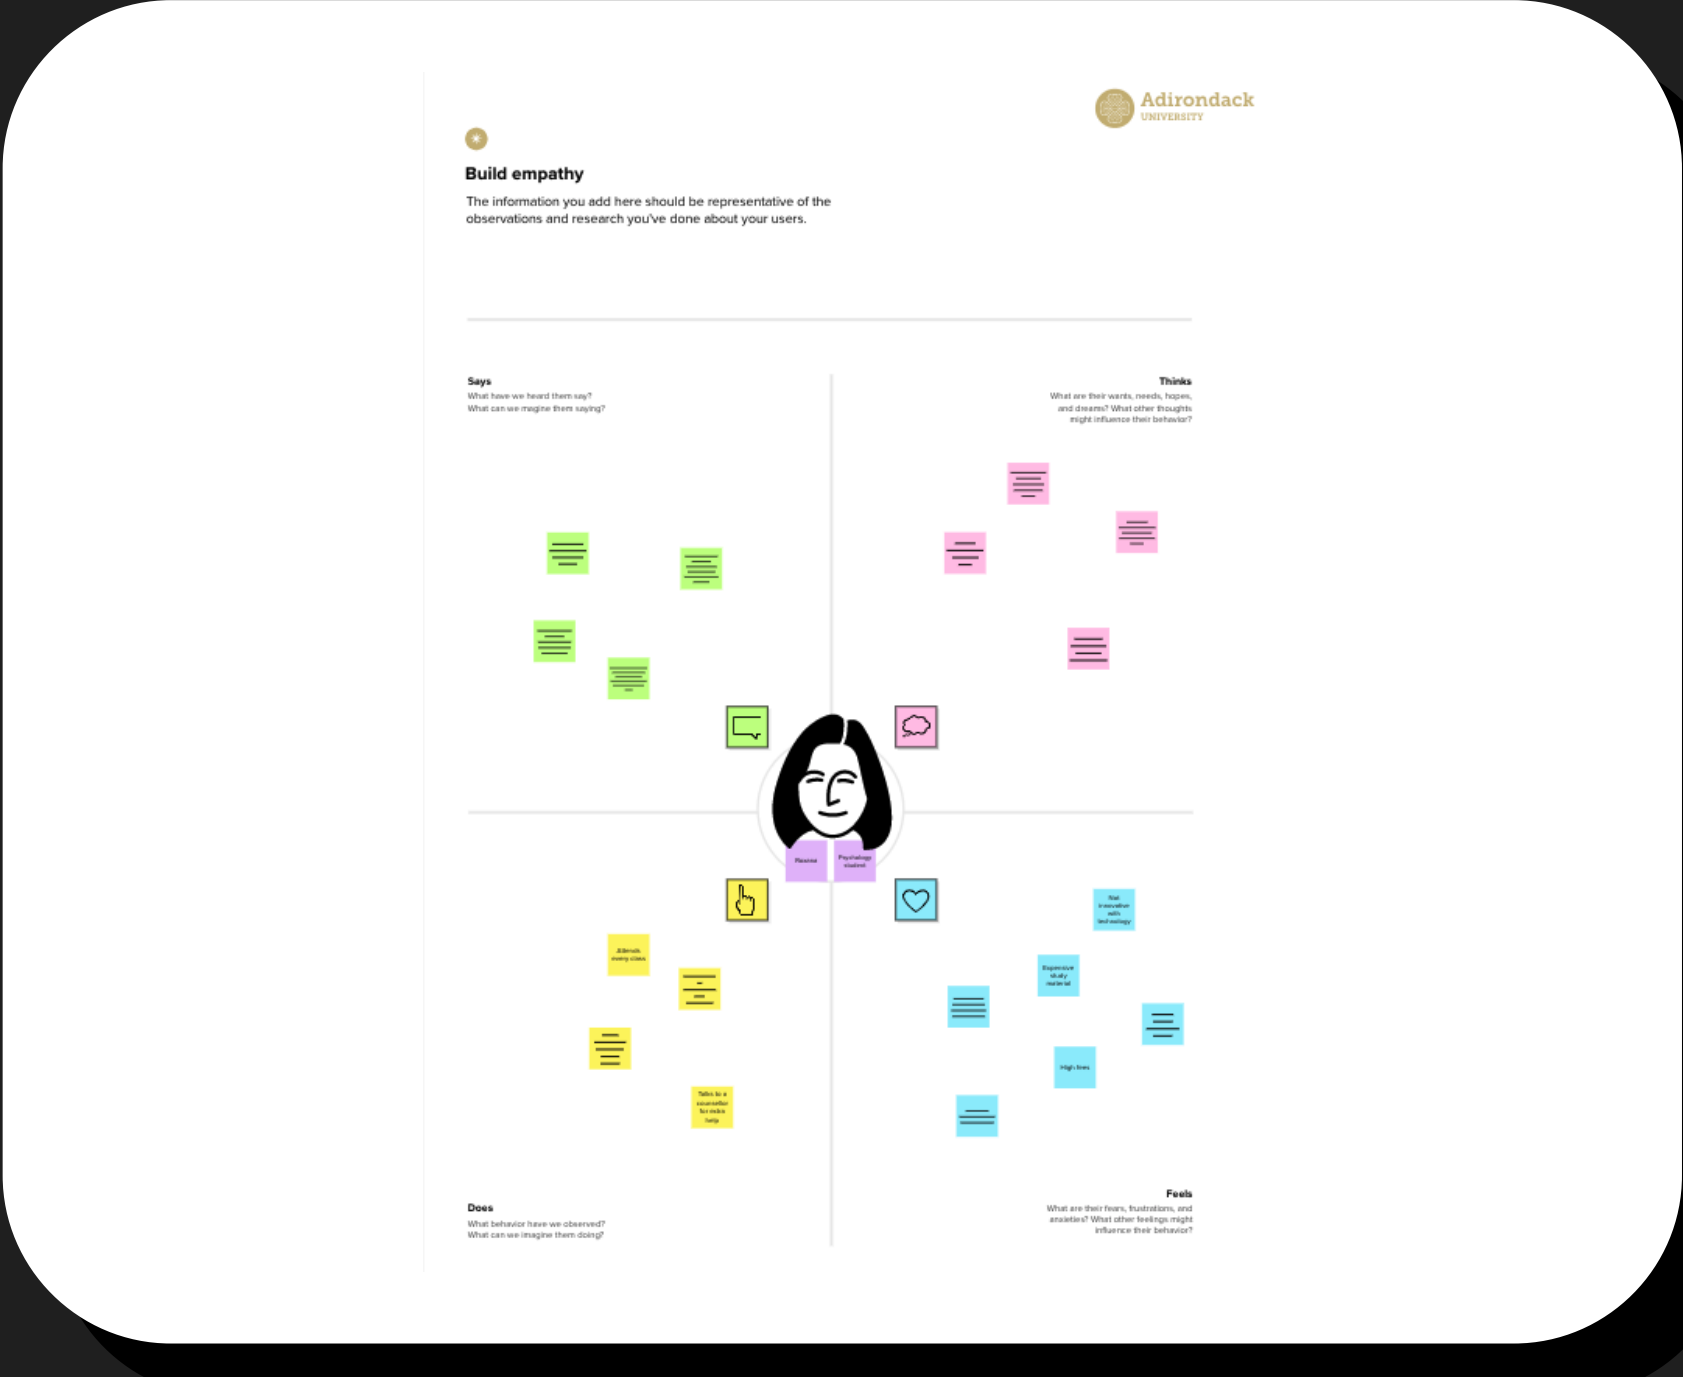 Adirondack
UNIVERSITY
Build empathy
The information you add here should be representative of the
observations and research you've done about your users.
Says
What have we heard them say?
What can we magine them saying?
Thinks
What are their wants, needs, hopes,
and dreams? What other thoughts
might influence their behavior?
Psychology
student
Attends
every class
Talks to a
counsellor
for extra
help
Not
innovative
with
technology
Expensive
study
material
High fees
Does
What behavior have we observed?
What can we imagine them doing?
Feels
What are their fears, frustrations, and
anxieties? What other feelings might
influence their behavior?